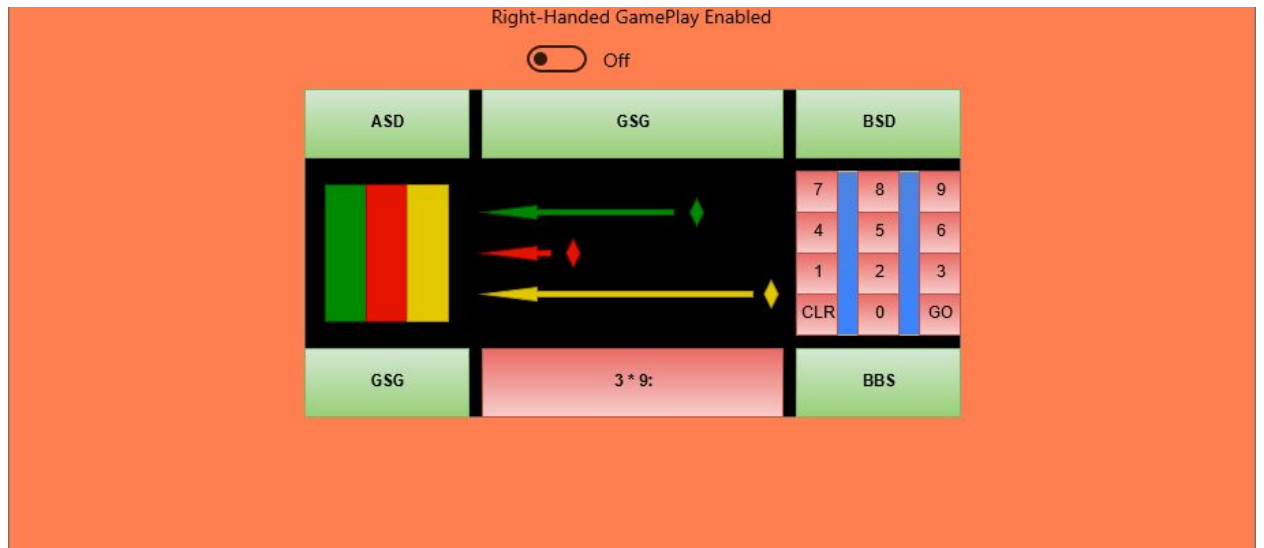 Right-Handed GamePlay Enabled
Off
ASD GSG BSD
7 8 9
4 5 6
1 2 3
CLR 0 GO
GSG 3 * 9: BBS